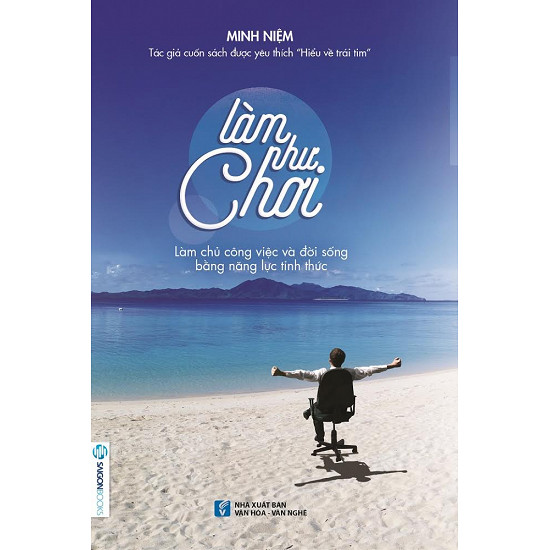 MINH NIỆM
Tác giả cuốn sách được yêu thích "Hiểu về trái tim"
làm
như
Chơi
Làm chủ công việc và đời sống
bằng năng lực tỉnh thức
SAIGONBOOKS
NHÀ XUẤT BẢN
VĂN HÓA - VĂN NGHỆ